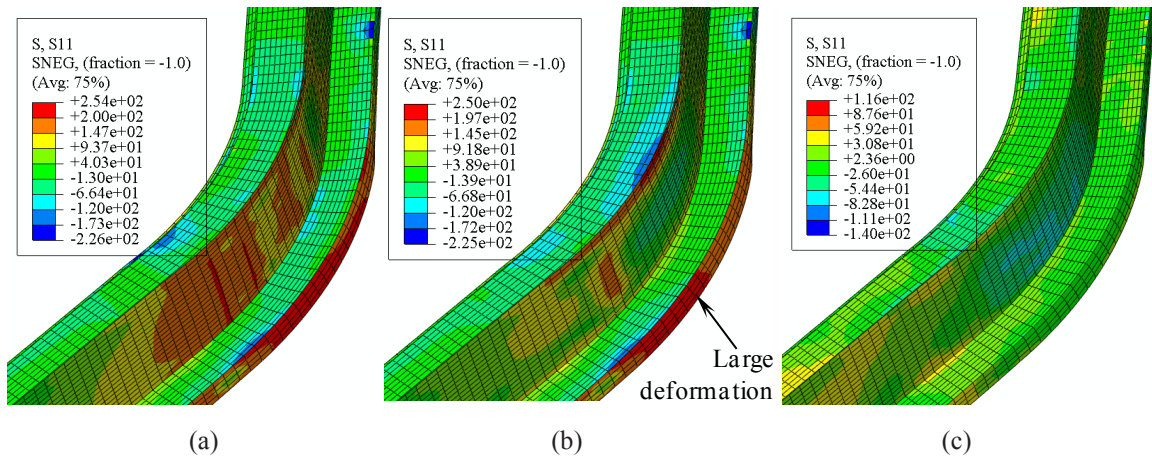 S, S11
SNEG, (fraction = -1.0)
(Avg: 75%)
+2.54e+02
+2.00e+02
+1.47e+02
+9.37e+01
+4.03e+01
-1.30e+01
-6.64e+01
-1.20e+02
-1.73e+02
-2.26e+02
S, S11
SNEG, (fraction = -1.0)
(Avg: 75%)
+2.50e+02
+1.97e+02
+1.45e+02
+9.18e+01
+3.89e+01
-1.39e+01
-6.68e+01
-1.20e+02
-1.72e+02
-2.25e+02
Large
deformation
S, S11
SNEG, (fraction = -1.0)
(Avg: 75%)
+1.16e+02
+8.76e+01
+5.92e+01
+3.08e+01
+2.36e+00
-2.60e+01
-5.44e+01
-8.28e+01
-1.11e+02
-1.40e+02
(a)
(b)
(c)